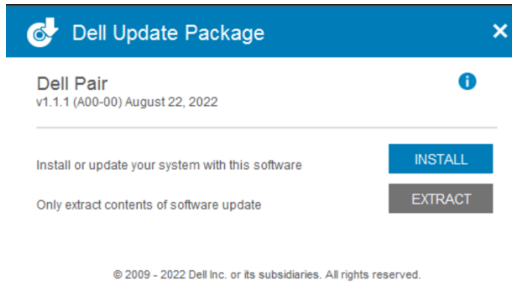 Dell Update Package
Dell Pair
v1.1.1 (A00-00) August 22, 2022
Install or update your system with this software
INSTALL
Only extract contents of software update
EXTRACT
© 2009 - 2022 Dell Inc. or its subsidiaries. All rights reserved.